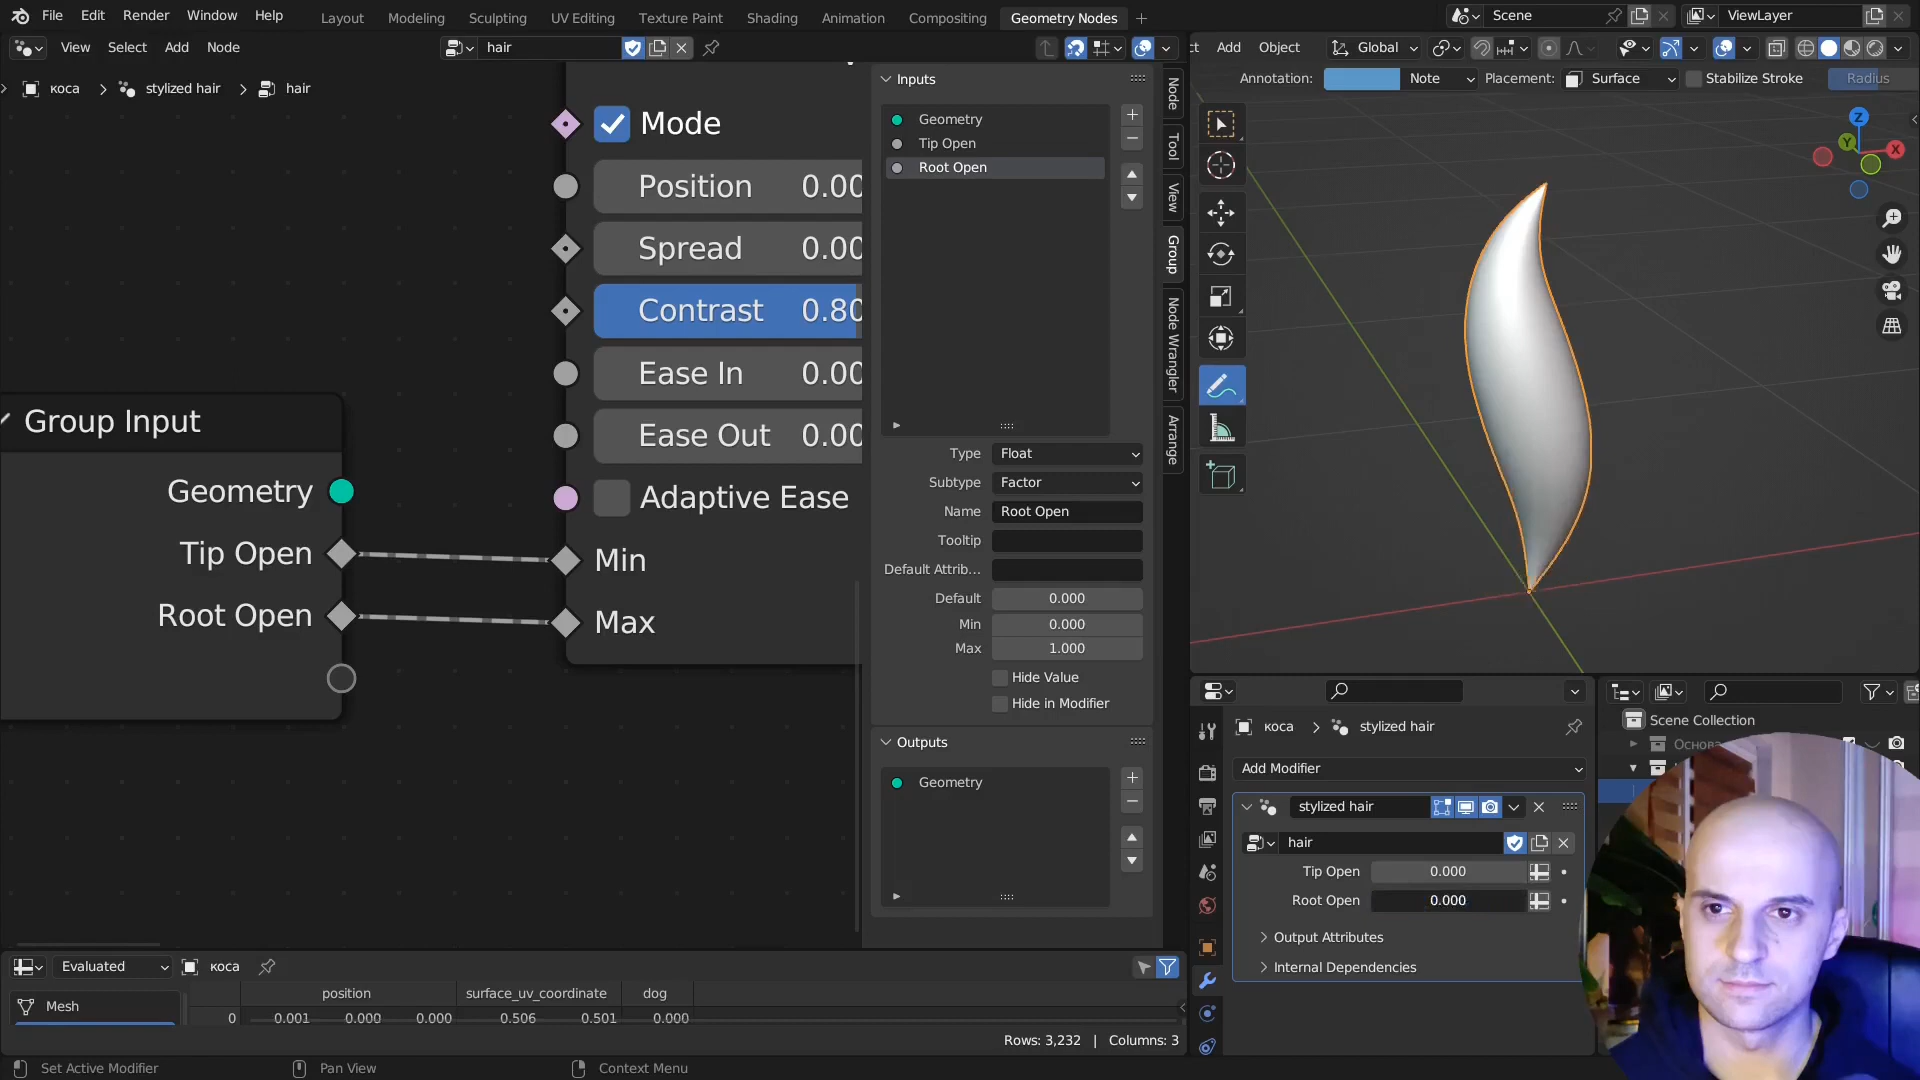 File Edit Render Window Help
Layout Modeling Sculpting UV Editing Texture Paint Shading Animation Compositing Geometry Nodes
Scene
ViewLayer
View Select Add Node
hair
Add Object
Global
Annotation: Note Placement: Surface Stabilize Stroke Radius
коса stylized hair hair
Mode
Position 0.00
Spread 0.00
Contrast 0.80
Ease In 0.00
Ease Out 0.00
Adaptive Ease
Min
Max
Group Input
Geometry
Tip Open
Root Open
Inputs
Geometry
Tip Open
Root Open
Type Float
Subtype Factor
Name Root Open
Tooltip
Default Attrib...
Default 0.000
Min 0.000
Max 1.000
Hide Value
Hide in Modifier
Outputs
Geometry
Node
Tool
View
Group
Node Wrangler
Arrange
Z
Y
X
коса stylized hair
Add Modifier
stylized hair
hair
Tip Open 0.000
Root Open 0.000
Output Attributes
Internal Dependencies
Scene Collection
Основа
Evaluated коса
Mesh
position surface_uv_coordinate dog
0 0.001 0.000 0.000 0.506 0.501 0.000
Rows: 3,232 | Columns: 3
Set Active Modifier Pan View Context Menu